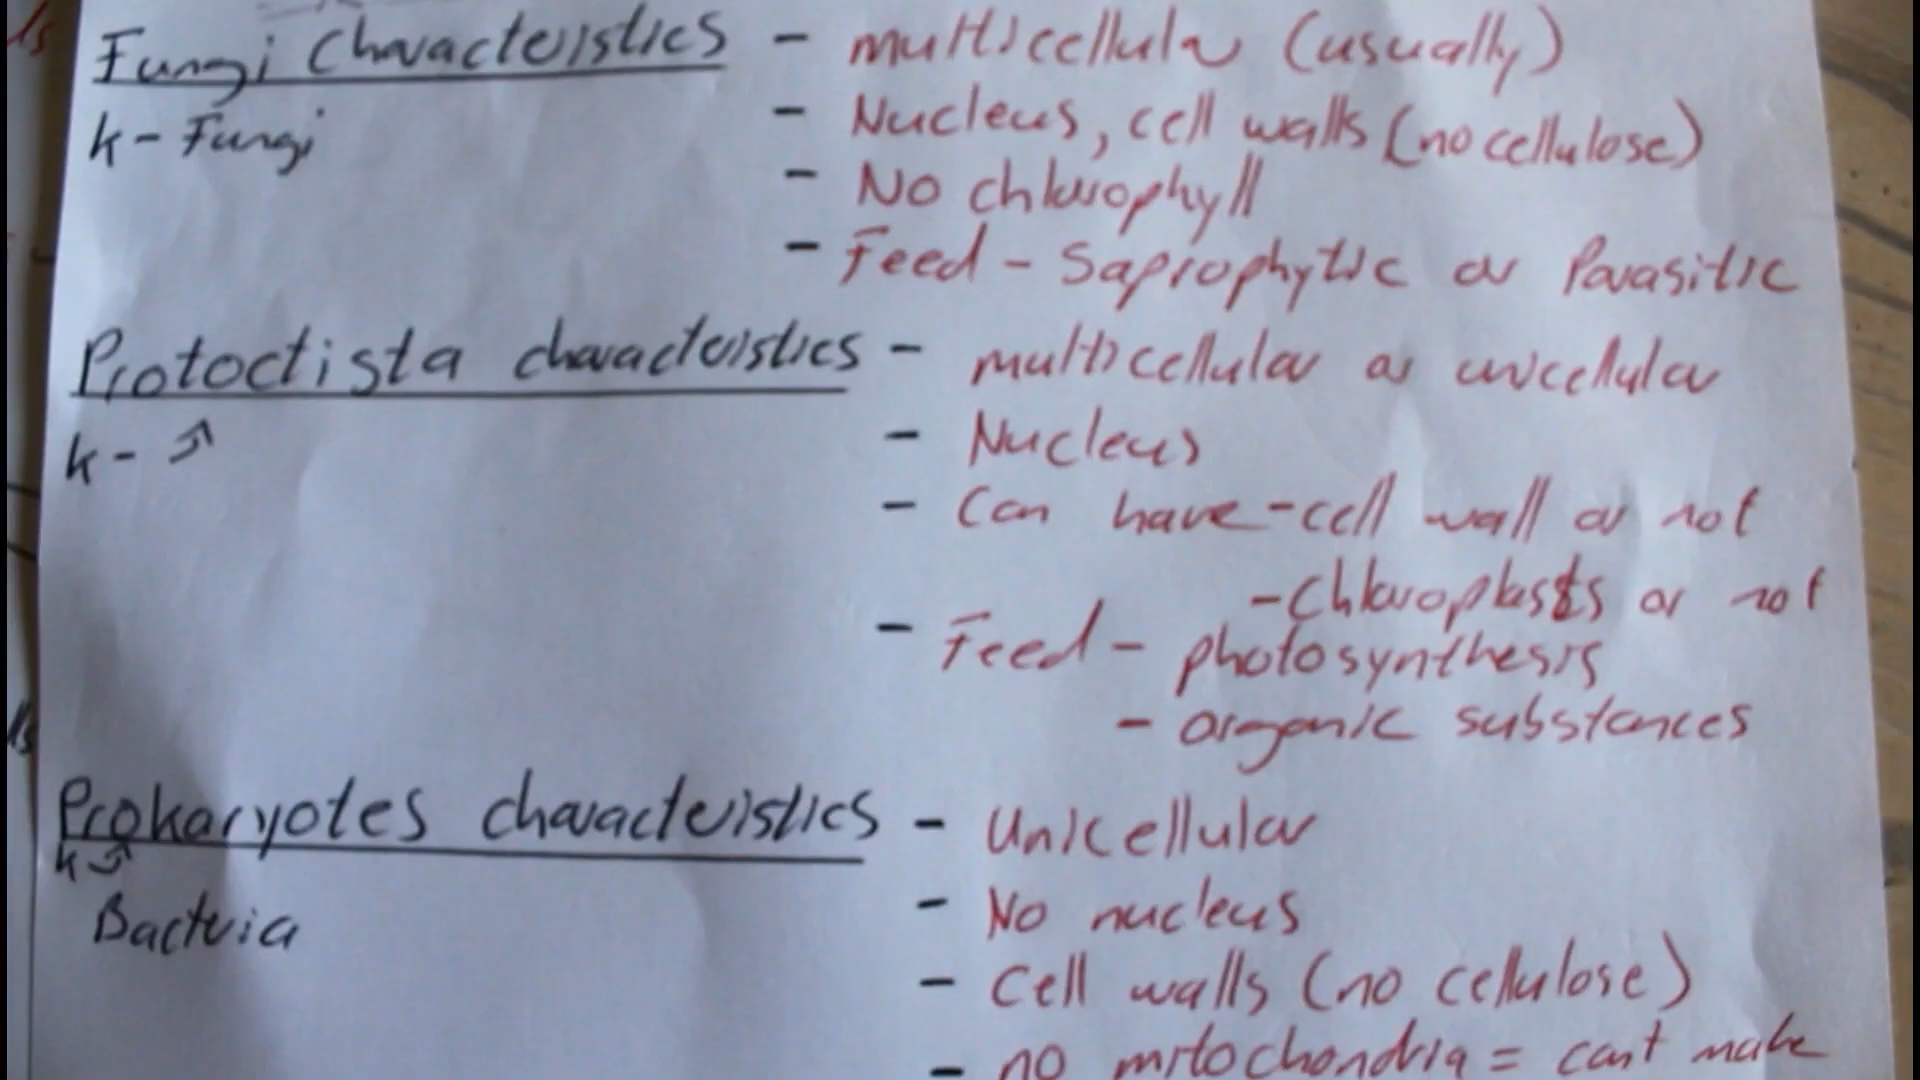 Fungi Characteristics - multicellular (usually)
K - Fungi
- Nucleus, cell walls (no cellulose)
- No chlorophyll
- Feed - Saprophytic or Parasitic
Protoctista characteristics - multicellular or unicellular
K - ↗
- Nucleus
- Can have - cell wall or not
- Chloroplasts or not
- Feed - photosynthesis
- organic substances
Prokaryotes characteristics - Unicellular
K ↗
Bacteria
- No nucleus
- Cell walls (no cellulose)
- no mitochondria = can't make